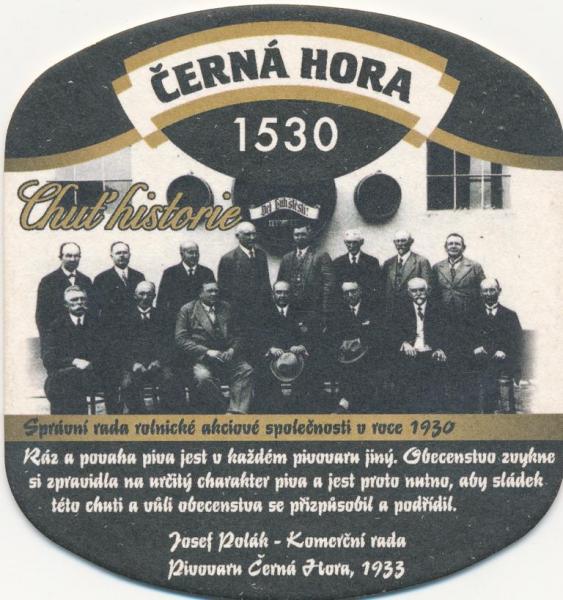 ČERNÁ HORA
1530
Chuť historie
Správní rada rolnické akciové společnosti v roce 1930
Ráz a povaha piva jest v každém pivovaru jiný. Obecenstvo zvykne
si zpravidla na určitý charakter piva a jest proto nutno, aby sládek
této chuti a vůli obecenstva se přizpůsobil a podřídil.
Josef Polák - Komerční rada
Pivovaru Černá Hora, 1933